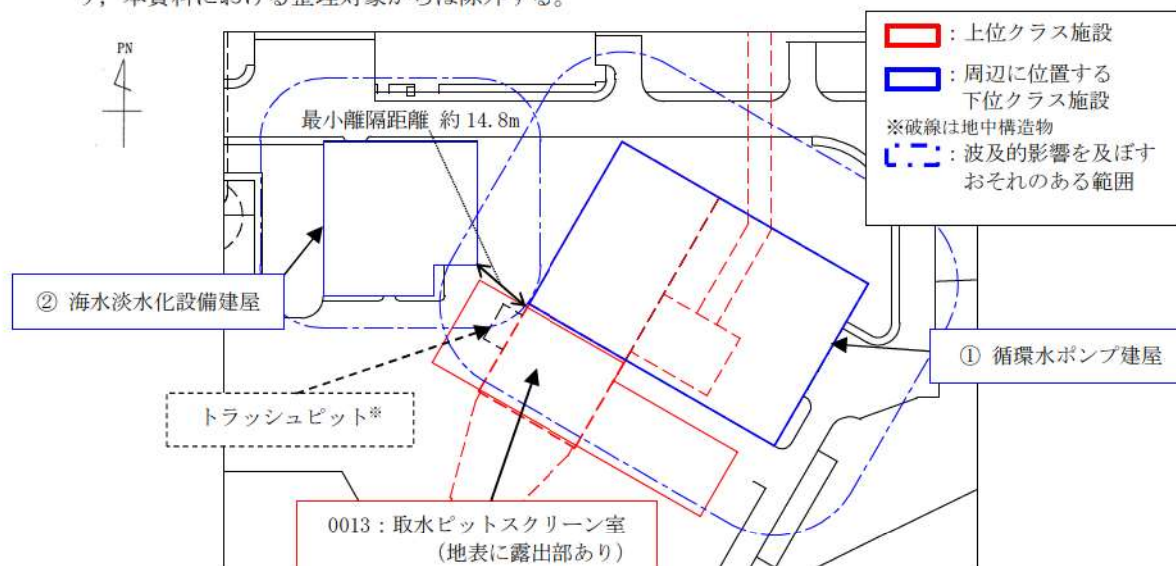 り，本資料における整理対象からは除外する。
PN
：上位クラス施設
：周辺に位置する
下位クラス施設
※破線は地中構造物
：波及的影響を及ぼす
おそれのある範囲
最小離隔距離 約 14.8m
② 海水淡水化設備建屋
① 循環水ポンプ建屋
トラッシュピット※
0013：取水ピットスクリーン室
（地表に露出部あり）